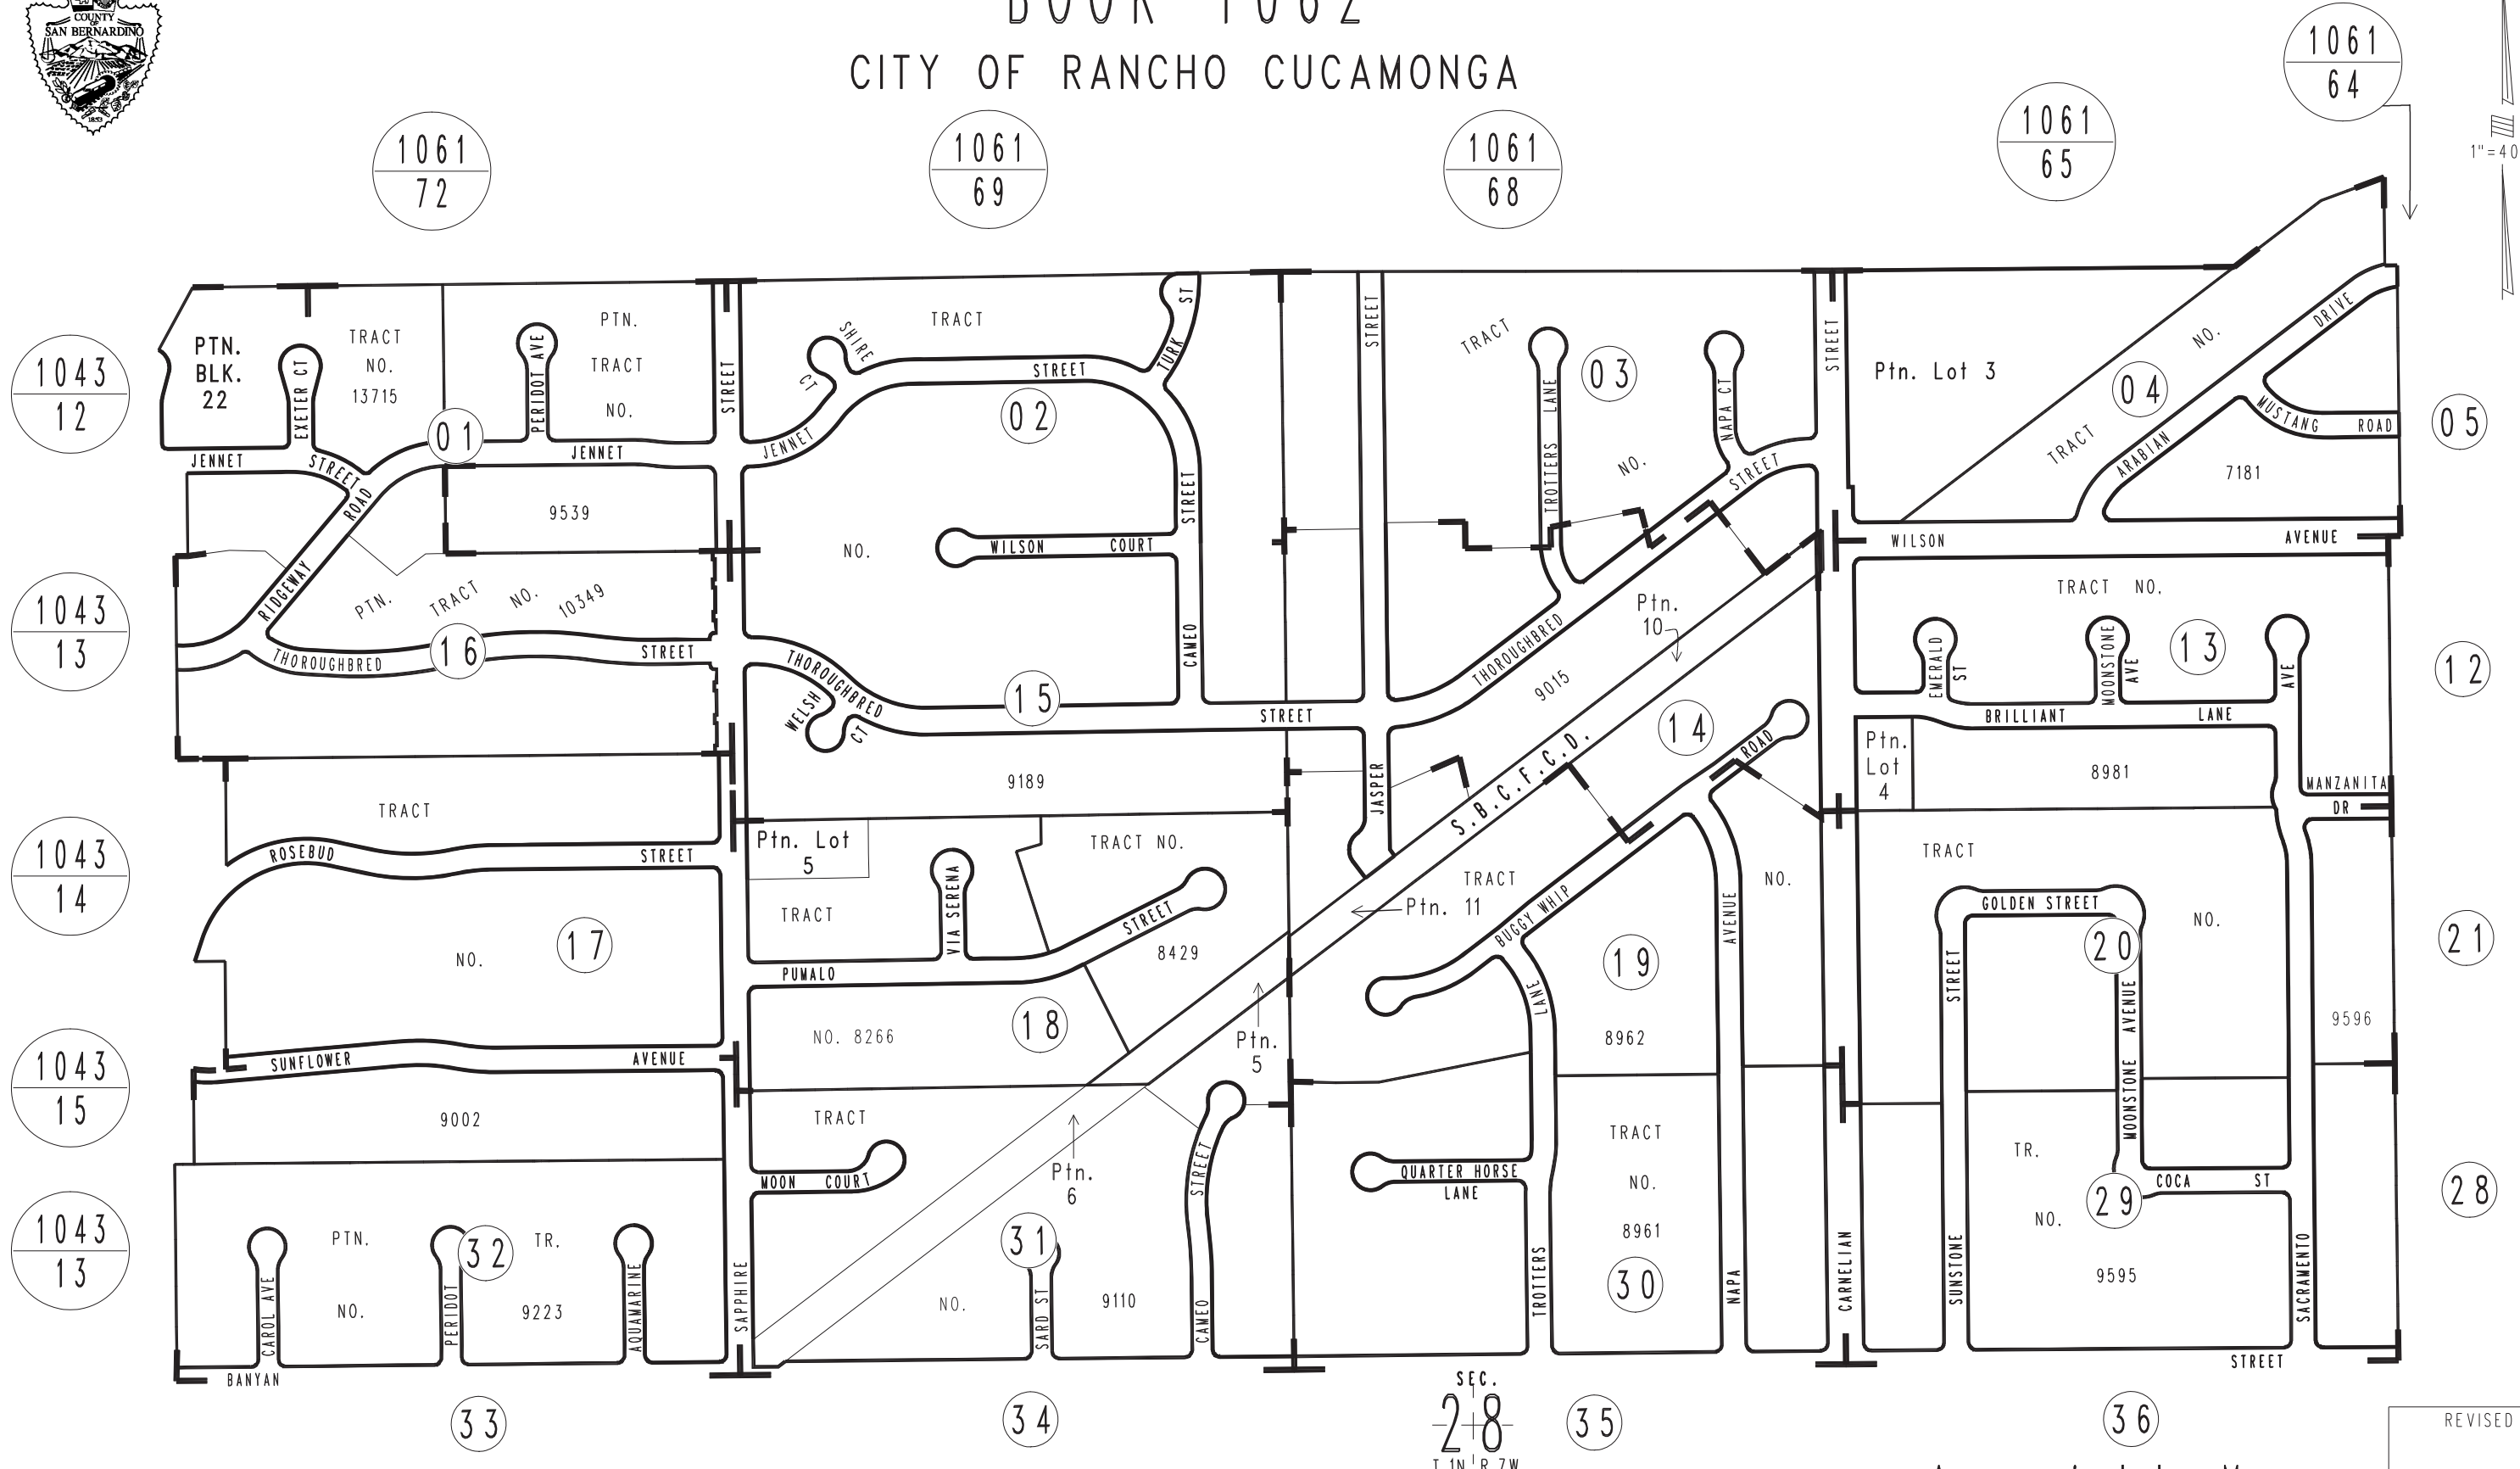 BOOK 1062
CITY OF RANCHO CUCAMONGA
COUNTY
OF
SAN BERNARDINO
1853
1061
64
1061
72
1061
69
1061
68
1061
65
1"=40
1043
12
1043
13
1043
14
1043
15
1043
13
PTN.
BLK.
22
EXETER CT
TRACT
NO.
13715
PERIDOT AVE
PTN.
TRACT
NO.
01
JENNET STREET
JENNET
RIDGEWAY ROAD
9539
STREET
PTN. TRACT NO. 10349
THOROUGHBRED STREET
16
SHIRE CT
TRACT
TURK ST
JENNET STREET
02
NO.
WILSON COURT
STREET
CAMEO
THOROUGHBRED STREET
WELSH CT
15
9189
STREET
JASPER
TRACT
NO.
TROTTERS LANE
03
NAPA CT
STREET
THOROUGHBRED
9015
Ptn.
10
S.B.C.F.C.D.
14
ROAD
STREET
Ptn. Lot 3
NO.
TRACT
04
ARABIAN DRIVE
MUSTANG ROAD
7181
05
WILSON AVENUE
TRACT NO.
EMERALD ST
MOONSTONE AVE
13
AVE
12
BRILLIANT LANE
Ptn.
Lot
4
8981
MANZANITA
DR
TRACT
ROSEBUD STREET
NO.
17
SUNFLOWER AVENUE
9002
Ptn. Lot
5
TRACT
VIA SERENA
TRACT NO.
PUMALO STREET
8429
NO. 8266
18
Ptn.
5
TRACT
Ptn. 11
BUGGY WHIP
LANE
NO.
AVENUE
19
8962
TRACT
GOLDEN STREET
NO.
20
STREET
MOONSTONE AVENUE
9596
21
TRACT
MOON COURT
Ptn.
6
STREET
QUARTER HORSE
LANE
TRACT
NO.
8961
30
TR.
NO.
29
COCA ST
28
9595
PTN.
NO.
CAROL AVE
PERIDOT
32
TR.
9223
AQUAMARINE
SAPPHIRE
NO.
31
SARD ST
9110
CAMEO
TROTTERS
NAPA
CARNELIAN
SUNSTONE
SACRAMENTO
BANYAN
STREET
33
34
SEC.
28
T.1N R.7W
35
36
REVISED